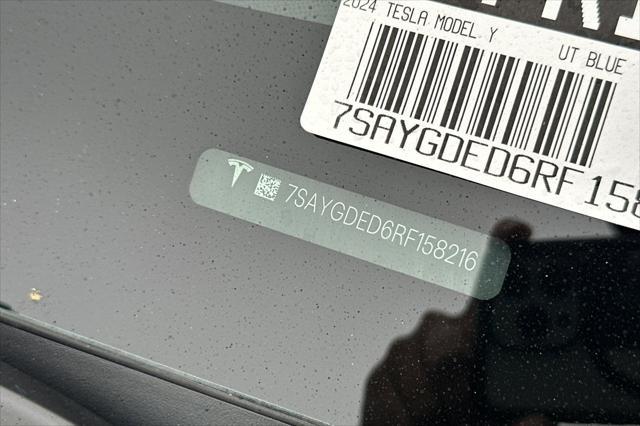 2024 TESLA MODEL Y
UT BLUE
7SAYGDED6RF158
7SAYGDED6RF158216